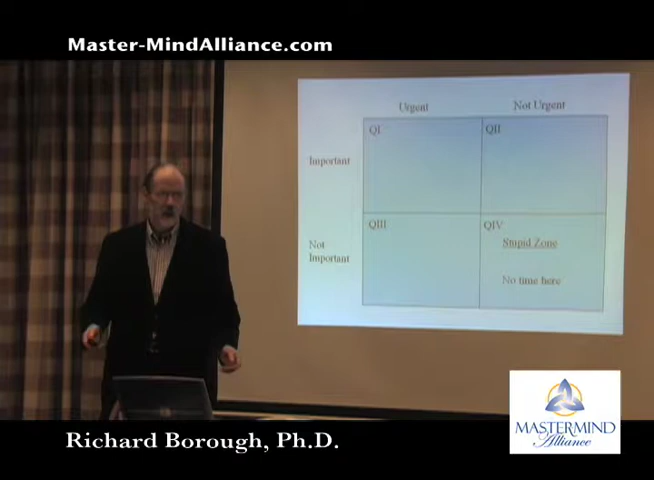 Master-MindAlliance.com
Urgent
Not Urgent
QI
QII
Important
QIII
QIV
Not
Important
Stupid Zone
No time here
Richard Borough, Ph.D.
MASTERMIND
Alliance